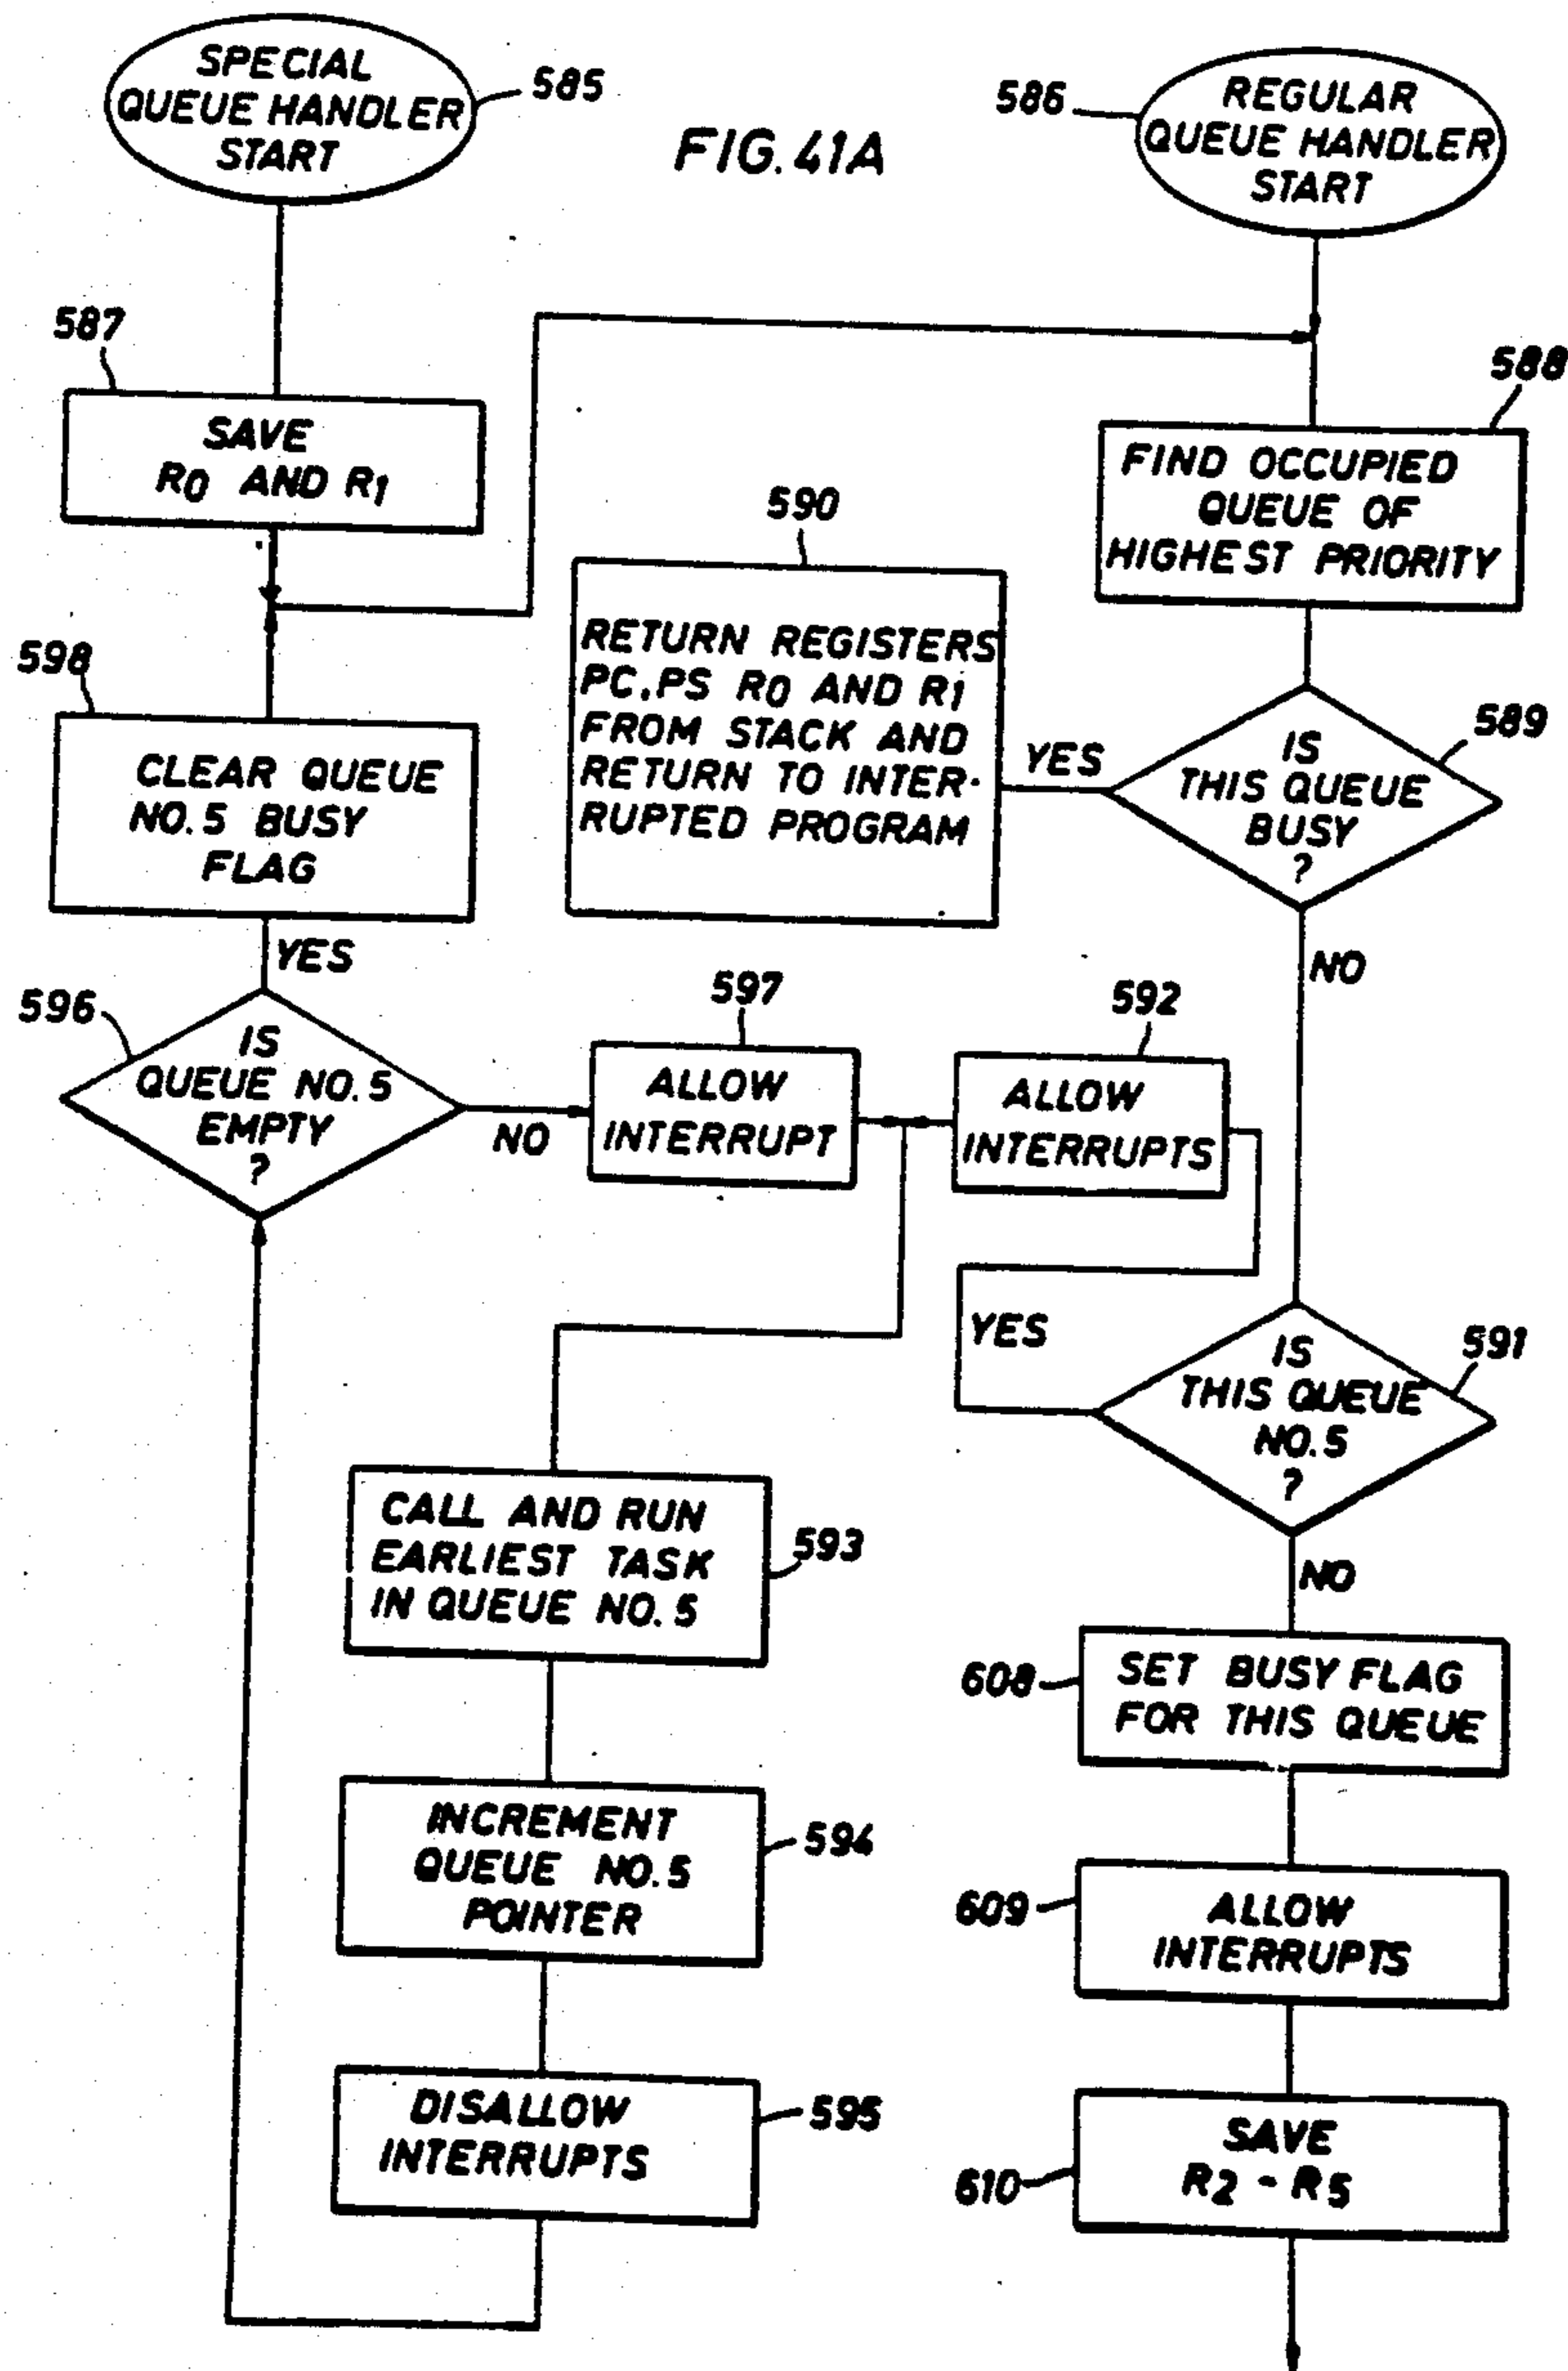 SPECIAL
QUEUE HANDLER
START
585
FIG. 41A
586
REGULAR
QUEUE HANDLER
START
587
SAVE
R0 AND R1
588
FIND OCCUPIED
QUEUE OF
HIGHEST PRIORITY
590
RETURN REGISTERS
PC.PS R0 AND R1
FROM STACK AND
RETURN TO INTER-
RUPTED PROGRAM
YES
589
IS
THIS QUEUE
BUSY
?
NO
598
CLEAR QUEUE
NO.5 BUSY
FLAG
YES
596
IS
QUEUE NO.5
EMPTY
?
NO
597
ALLOW
INTERRUPT
592
ALLOW
INTERRUPTS
YES
591
IS
THIS QUEUE
NO.5
?
NO
593
CALL AND RUN
EARLIEST TASK
IN QUEUE NO.5
608
SET BUSY FLAG
FOR THIS QUEUE
594
INCREMENT
QUEUE NO.5
POINTER
609
ALLOW
INTERRUPTS
595
DISALLOW
INTERRUPTS
610
SAVE
R2 - R5